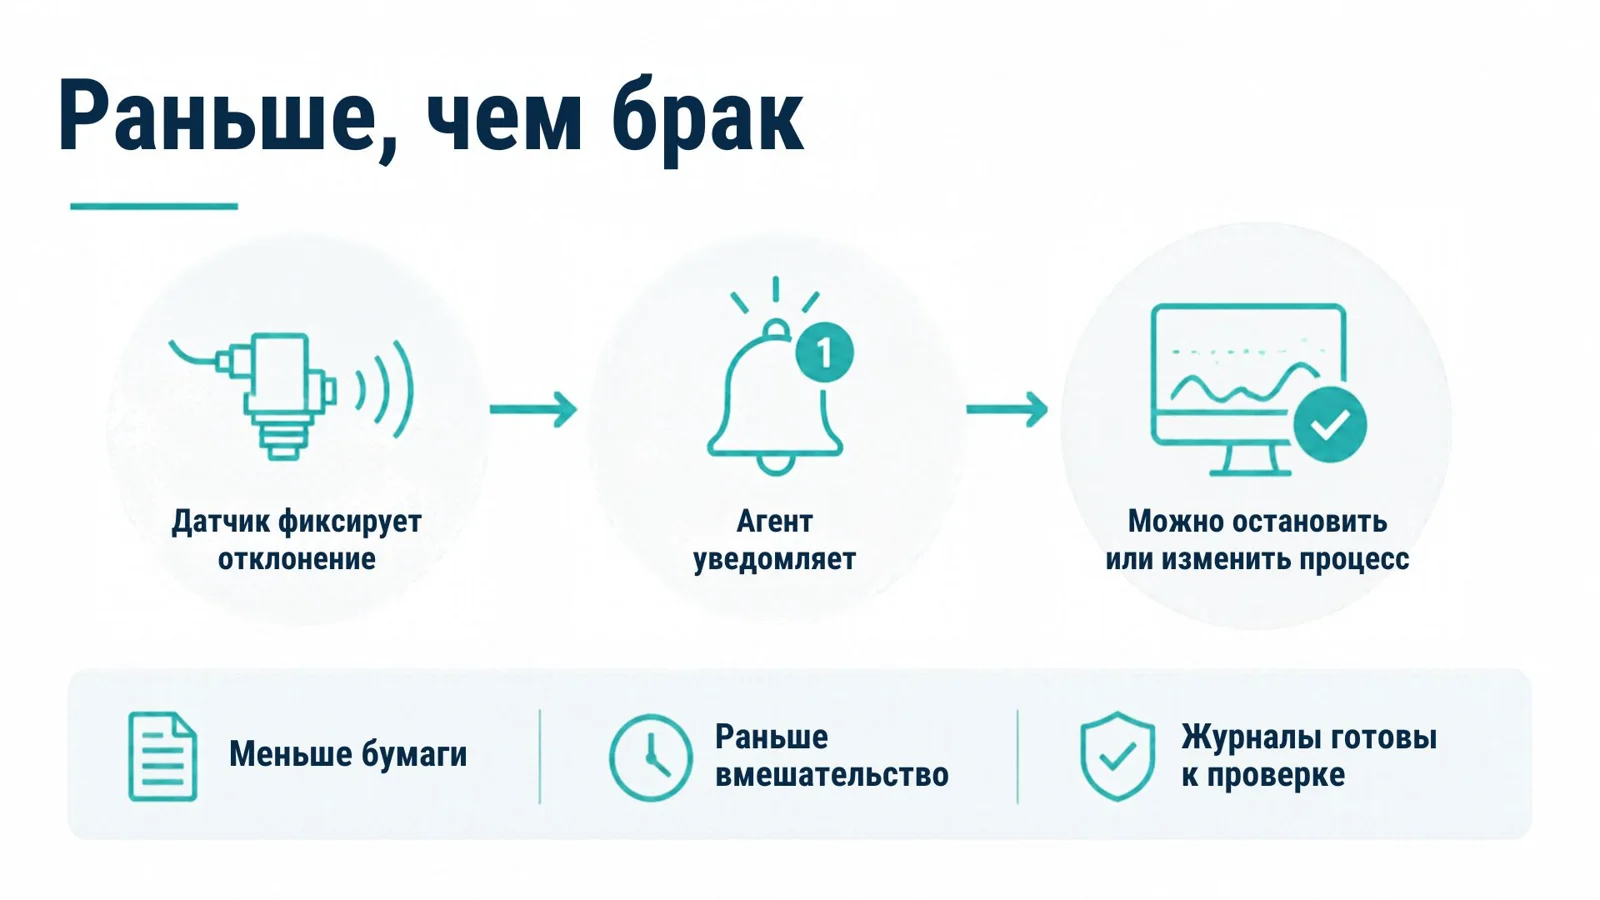 Раньше, чем брак
1
Датчик фиксирует
отклонение
Агент
уведомляет
Можно остановить
или изменить процесс
Меньше бумаги
Раньше
вмешательство
Журналы готовы
к проверке